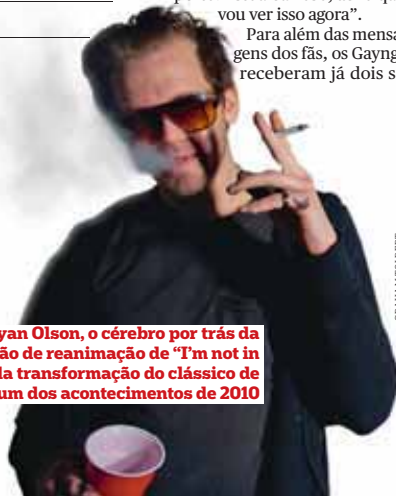 vou ver isso agora”.
Para além das mensa
gens dos fãs, os Gayng
receberam já dois s
yan Olson, o cérebro por trás da
ão de reanimação de “I’m not in
la transformação do clássico de
um dos acontecimentos de 2010